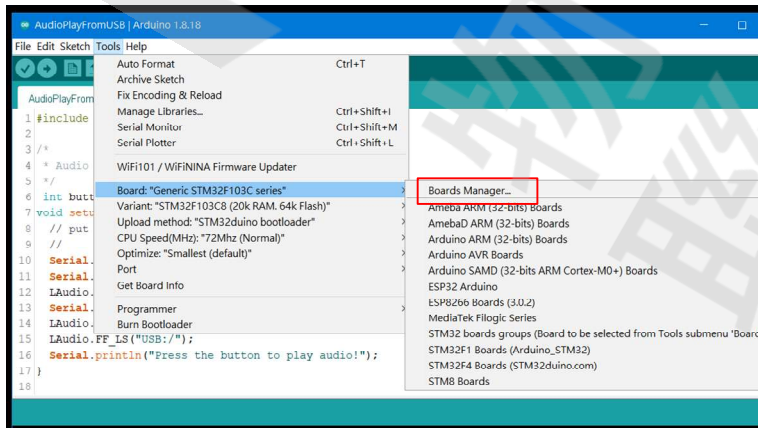 AudioPlayFromUSB | Arduino 1.8.18
File Edit Sketch Tools Help
Auto Format Ctrl+T
Archive Sketch
Fix Encoding & Reload
Manage Libraries... Ctrl+Shift+I
Serial Monitor Ctrl+Shift+M
Serial Plotter Ctrl+Shift+L
WiFi101 / WiFiNINA Firmware Updater
Board: "Generic STM32F103C series"
Variant: "STM32F103C8 (20k RAM. 64k Flash)"
Upload method: "STM32duino bootloader"
CPU Speed(MHz): "72Mhz (Normal)"
Optimize: "Smallest (default)"
Port
Get Board Info
Programmer
Burn Bootloader
Boards Manager...
Ameba ARM (32-bits) Boards
AmebaD ARM (32-bits) Boards
Arduino ARM (32-bits) Boards
Arduino AVR Boards
Arduino SAMD (32-bits ARM Cortex-M0+) Boards
ESP32 Arduino
ESP8266 Boards (3.0.2)
MediaTek Filogic Series
STM32 boards groups (Board to be selected from Tools submenu 'Board
STM32F1 Boards (Arduino_STM32)
STM32F4 Boards (STM32duino.com)
STM8 Boards
AudioPlayFrom
1 #include
2
3 /*
4 * Audio
5 */
6 int butt
7 void setu
8 // put
9 //
10 Serial.
11 Serial.
12 LAudio.
13 Serial.
14 LAudio.
15 LAudio.FF_LS("USB:/");
16 Serial.println("Press the button to play audio!");
17 }
18